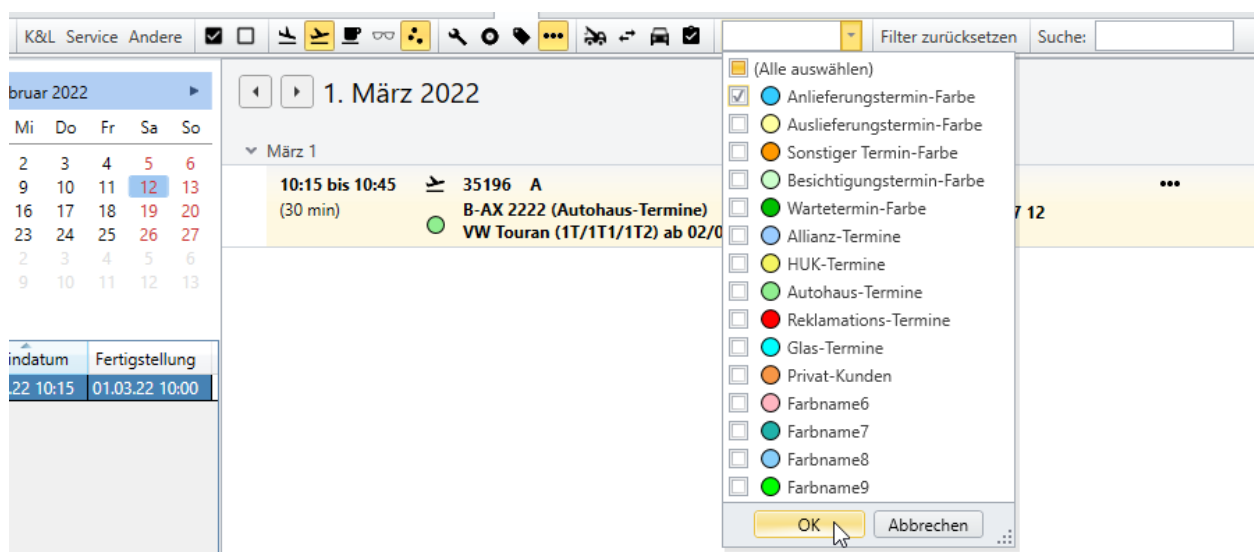 K&L Service Andere
Filter zurücksetzen Suche:
bruar 2022
Mi Do Fr Sa So
2 3 4 5 6
9 10 11 12 13
16 17 18 19 20
23 24 25 26 27
2 3 4 5 6
9 10 11 12 13
indatum Fertigstellung
.22 10:15 01.03.22 10:00
1. März 2022
März 1
10:15 bis 10:45 35196 A
(30 min) B-AX 2222 (Autohaus-Termine) 7 12
VW Touran (1T/1T1/1T2) ab 02/0
(Alle auswählen)
Anlieferungstermin-Farbe
Auslieferungstermin-Farbe
Sonstiger Termin-Farbe
Besichtigungstermin-Farbe
Wartetermin-Farbe
Allianz-Termine
HUK-Termine
Autohaus-Termine
Reklamations-Termine
Glas-Termine
Privat-Kunden
Farbname6
Farbname7
Farbname8
Farbname9
OK Abbrechen